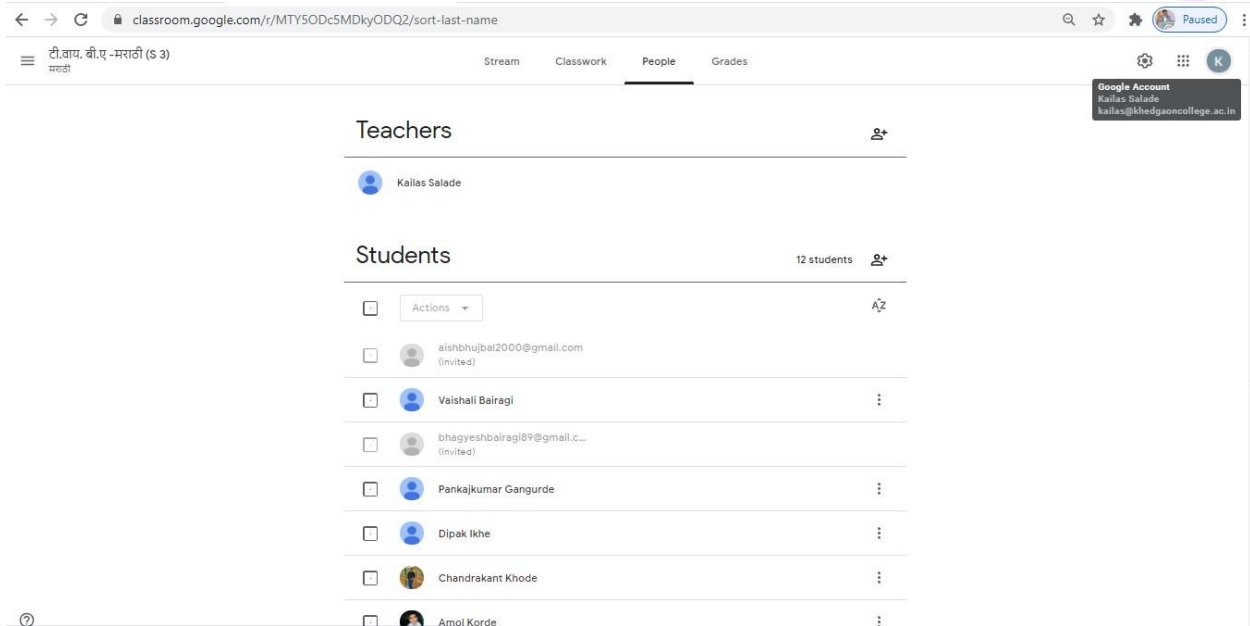 classroom.google.com/r/MTY5ODc5MDkyODQ2/sort-last-name
Paused
टी.वाय. बी.ए -मराठी (S 3)
मराठी
Stream Classwork People Grades
K
Google Account
Kailas Salade
kailas@khedgaoncollege.ac.in
Teachers
Kailas Salade
Students
12 students
Actions
AZ
aishbhujbal2000@gmail.com
(invited)
Vaishali Bairagi
bhagyeshbairagi89@gmail.c...
(invited)
Pankajkumar Gangurde
Dipak Ikhe
Chandrakant Khode
Amol Korde